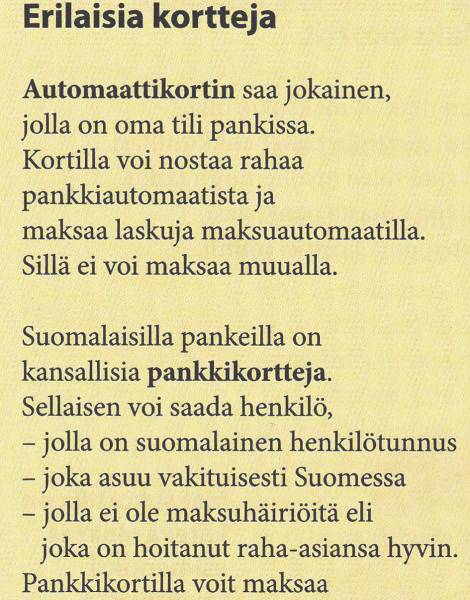 Erilaisia kortteja
Automaattikortin saa jokainen,
jolla on oma tili pankissa.
Kortilla voi nostaa rahaa
pankkiautomaatista ja
maksaa laskuja maksuautomaatilla.
Sillä ei voi maksaa muualla.
Suomalaisilla pankeilla on
kansallisia pankkikortteja.
Sellaisen voi saada henkilö,
– jolla on suomalainen henkilötunnus
– joka asuu vakituisesti Suomessa
– jolla ei ole maksuhäiriöitä eli
joka on hoitanut raha-asiansa hyvin.
Pankkikortilla voit maksaa